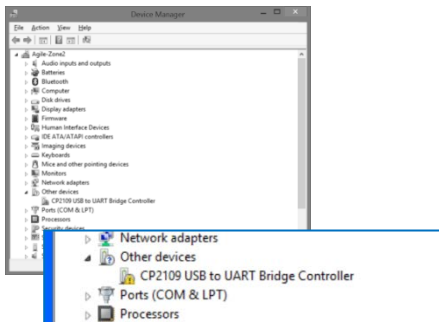 Device Manager
File Action View Help
Agile-Zone2
Audio inputs and outputs
Batteries
Bluetooth
Computer
Disk drives
Display adapters
Firmware
Human Interface Devices
IDE ATA/ATAPI controllers
Imaging devices
Keyboards
Mice and other pointing devices
Monitors
Network adapters
Other devices
CP2109 USB to UART Bridge Controller
Ports (COM & LPT)
Processors
Security devices
Network adapters
Other devices
CP2109 USB to UART Bridge Controller
Ports (COM & LPT)
Processors